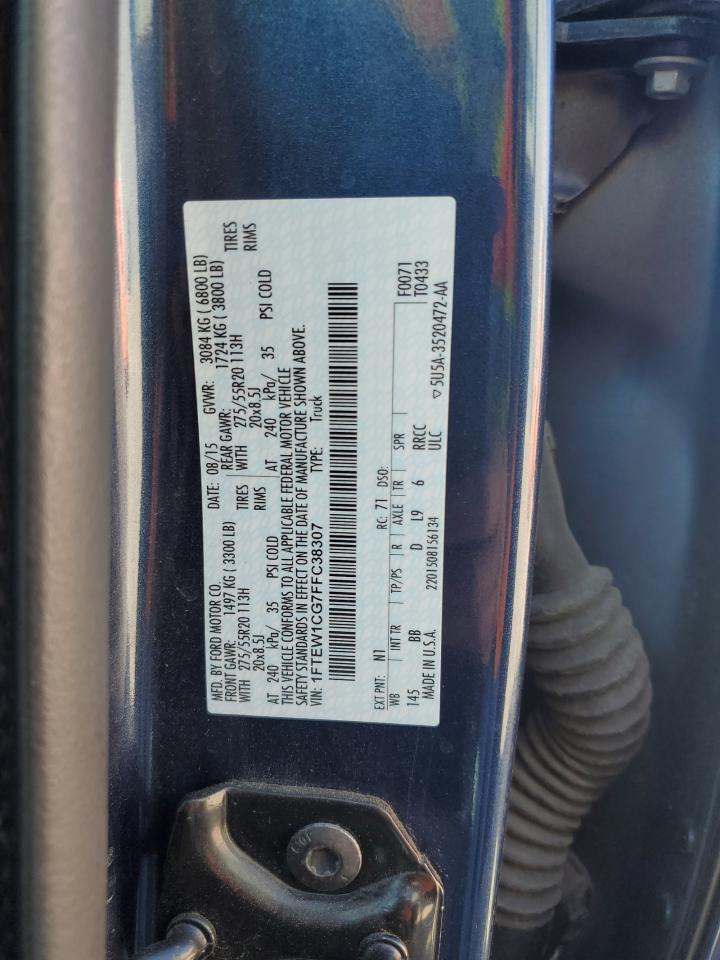 MFD. BY FORD MOTOR CO. DATE: 08/15 GVWR: 3084 KG ( 6800 LB)
FRONT GAWR: 1497 KG ( 3300 LB) REAR GAWR: 1724 KG ( 3800 LB)
WITH 275/55R20 113H TIRES WITH 275/55R20 113H TIRES
20x8.5J RIMS 20x8.5J RIMS
AT 240 kPa/ 35 PSI COLD AT 240 kPa/ 35 PSI COLD
THIS VEHICLE CONFORMS TO ALL APPLICABLE FEDERAL MOTOR VEHICLE
SAFETY STANDARDS IN EFFECT ON THE DATE OF MANUFACTURE SHOWN ABOVE.
VIN: 1FTEW1CG7FFC38307 TYPE: Truck
EXT PNT: N1 RC: 71 DSO: F0071
WB INT TR TP/PS R AXLE TR SPR T0433
145 BB D L9 6 RRCC
MADE IN U.S.A. 2201508156134 ULC ▽5U5A-3520472-AA